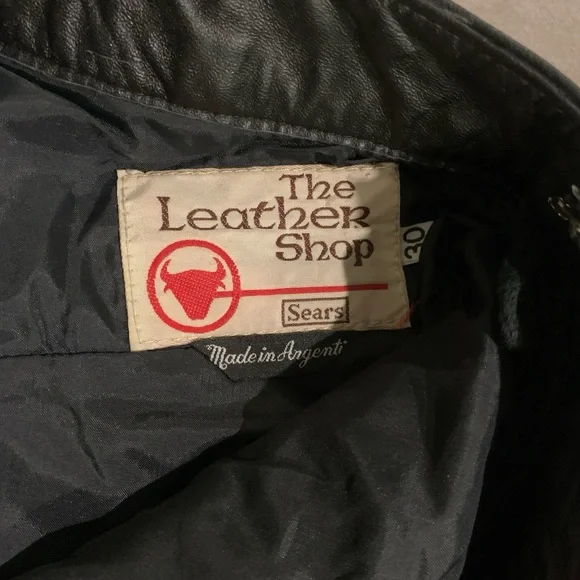 The
Leather
Shop
30
Sears
Made in Argenti